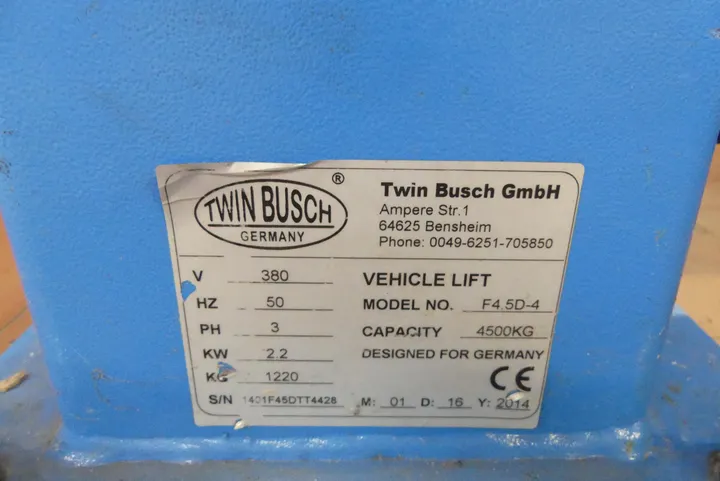 TWIN BUSCH
GERMANY
®
Twin Busch GmbH
Ampere Str.1
64625 Bensheim
Phone: 0049-6251-705850
V 380
HZ 50
PH 3
KW 2.2
KG 1220
S/N 1401F45DTT4428
VEHICLE LIFT
MODEL NO. F4.5D-4
CAPACITY 4500KG
DESIGNED FOR GERMANY
CE
M: 01 D: 16 Y: 2014